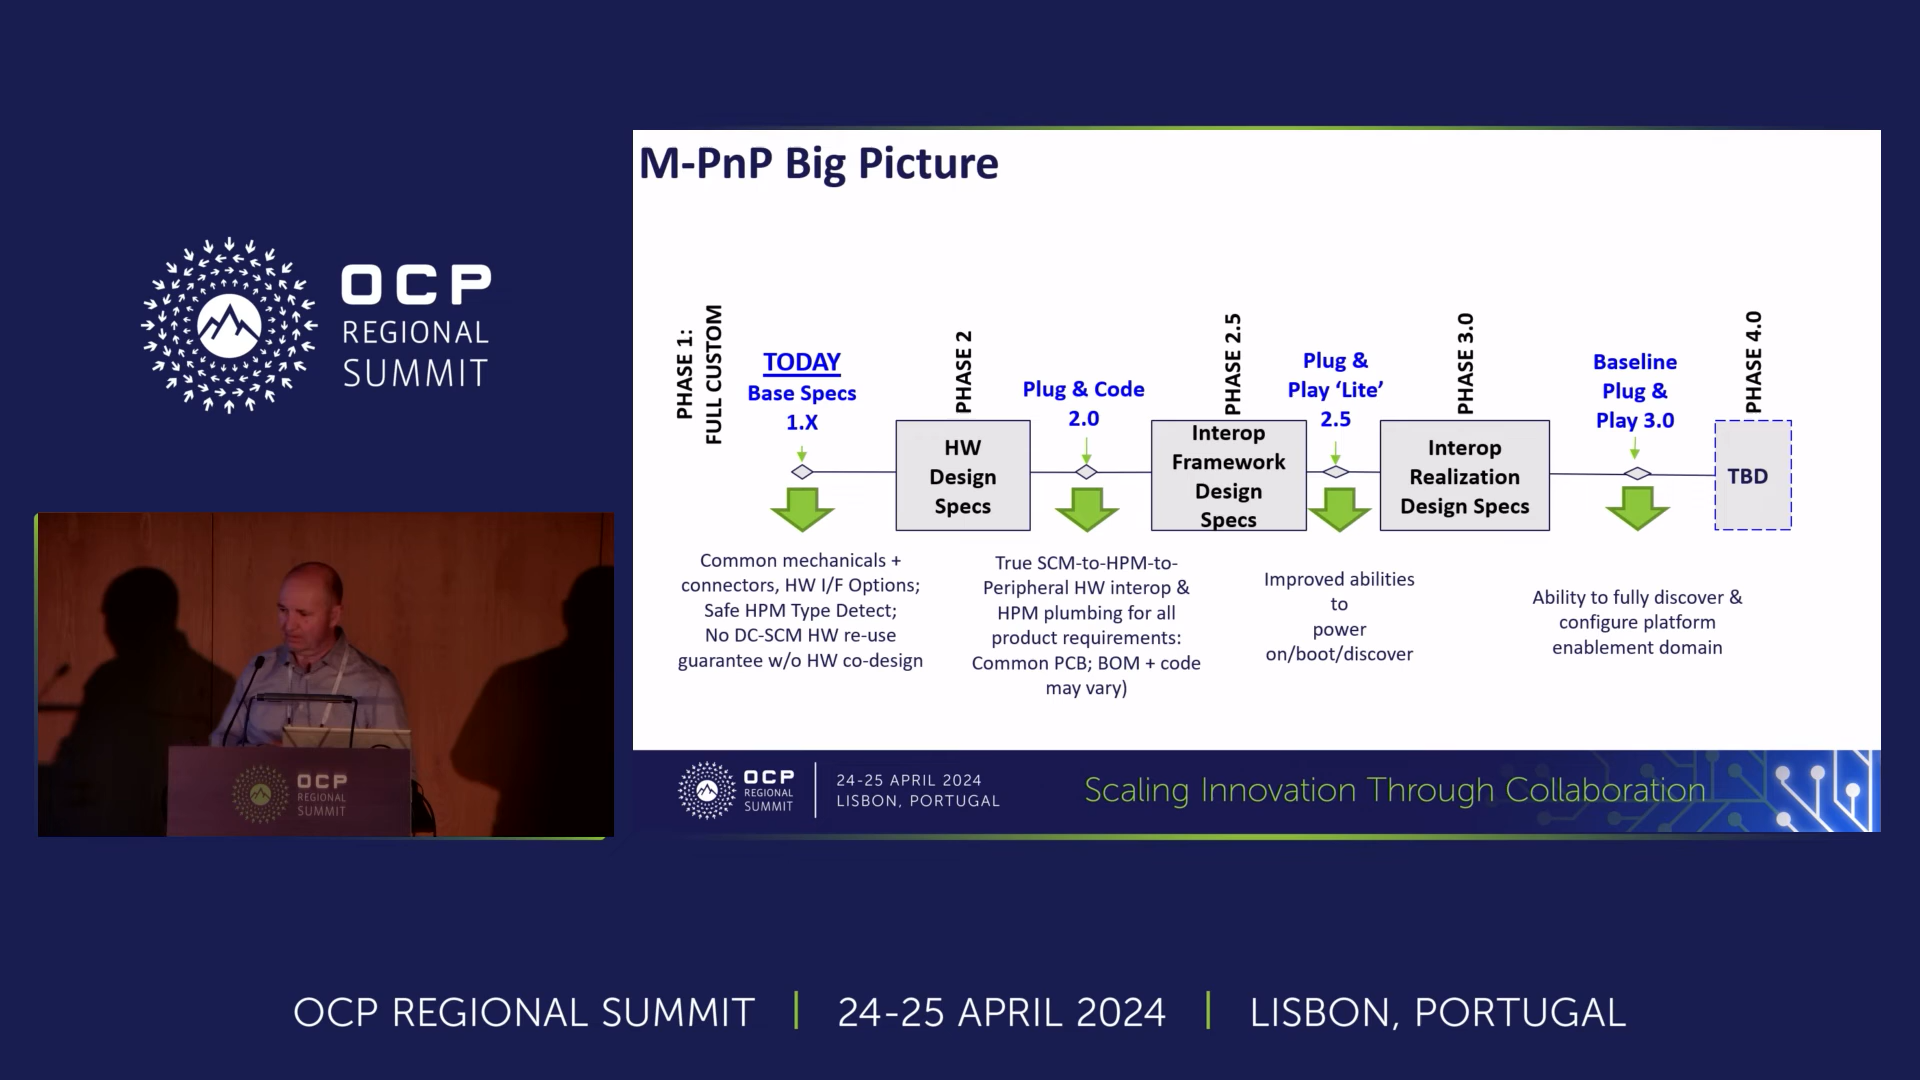 OCP
REGIONAL
SUMMIT
M-PnP Big Picture
PHASE 1:
FULL CUSTOM
TODAY
Base Specs
1.X
PHASE 2
HW
Design
Specs
Plug & Code
2.0
PHASE 2.5
Interop
Framework
Design
Specs
Plug &
Play ‘Lite’
2.5
PHASE 3.0
Interop
Realization
Design Specs
Baseline
Plug &
Play 3.0
PHASE 4.0
TBD
Common mechanicals +
connectors, HW I/F Options;
Safe HPM Type Detect;
No DC-SCM HW re-use
guarantee w/o HW co-design
True SCM-to-HPM-to-
Peripheral HW interop &
HPM plumbing for all
product requirements:
Common PCB; BOM + code
may vary)
Improved abilities
to
power
on/boot/discover
Ability to fully discover &
configure platform
enablement domain
OCP
REGIONAL
SUMMIT
OCP
REGIONAL
SUMMIT
24-25 APRIL 2024
LISBON, PORTUGAL
Scaling Innovation Through Collaboration
OCP REGIONAL SUMMIT | 24-25 APRIL 2024 | LISBON, PORTUGAL